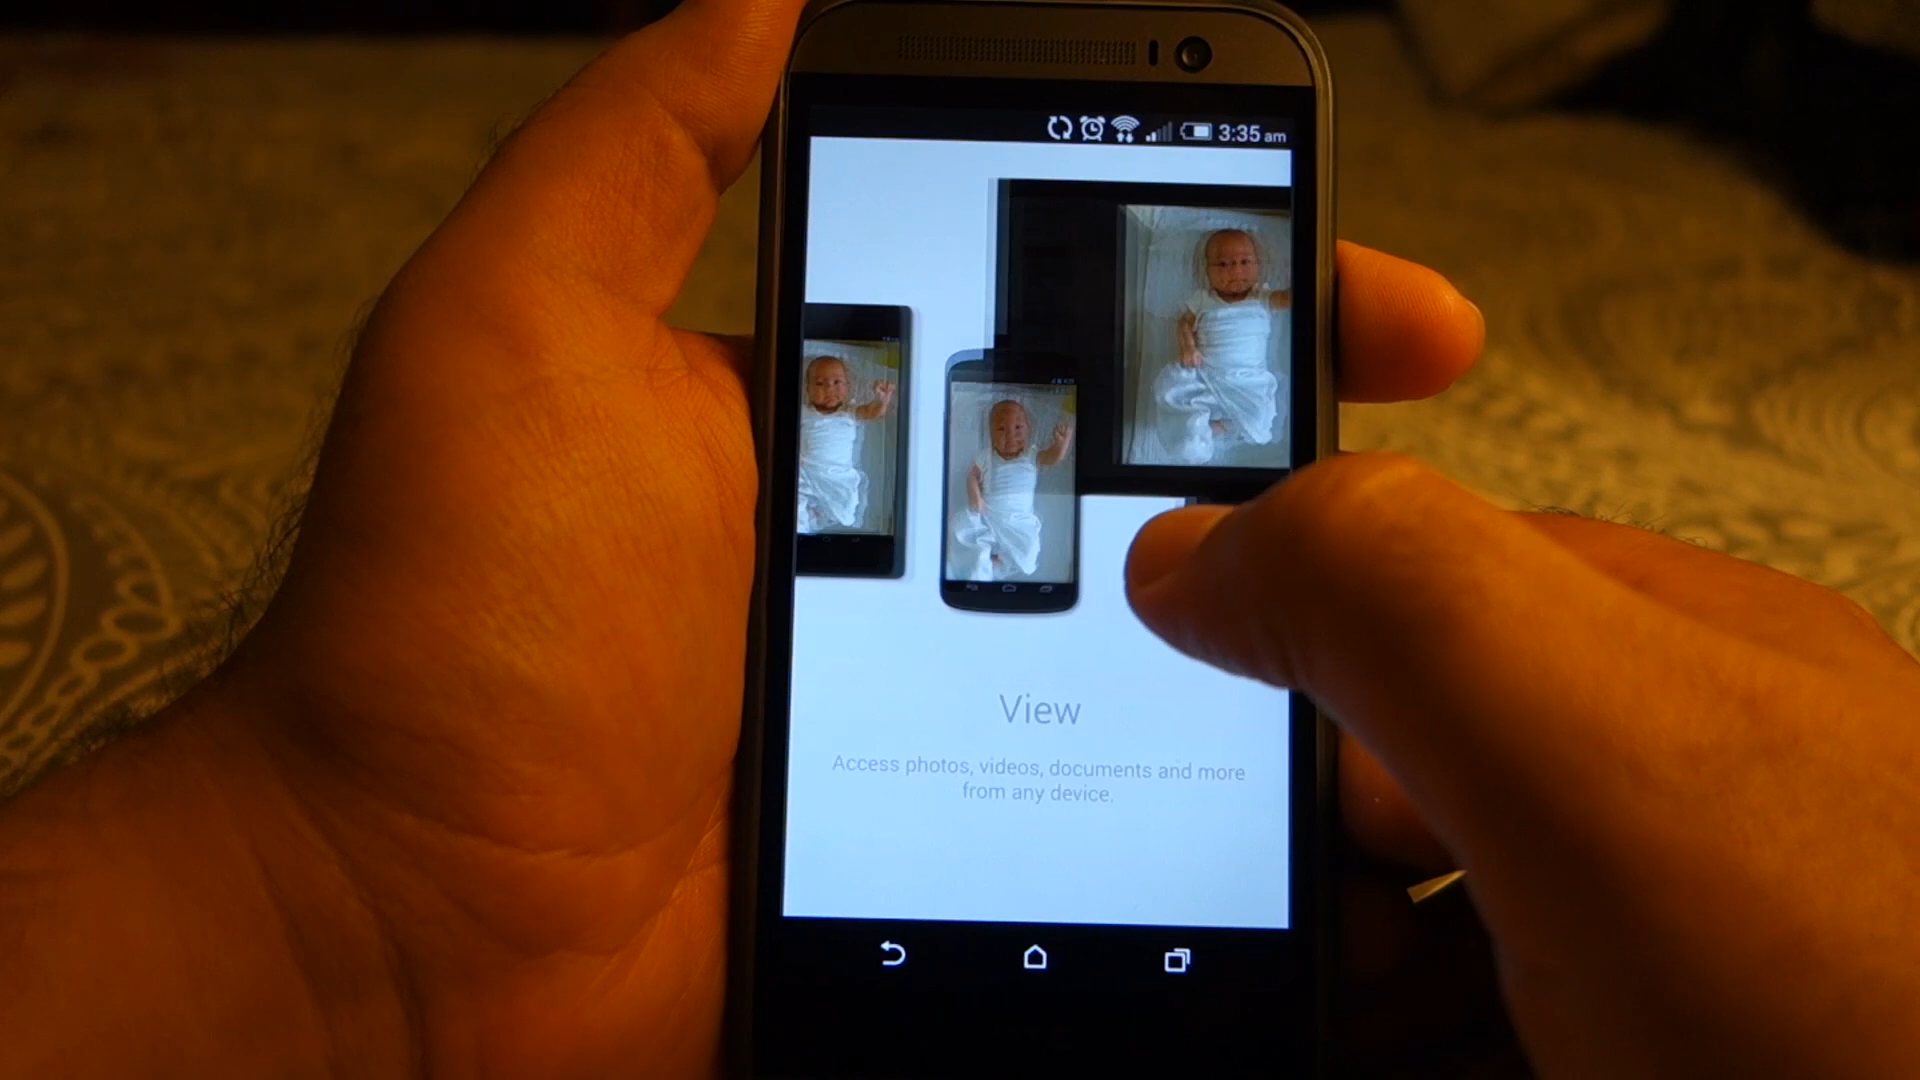 3:35 am
View
Access photos, videos, documents and more
from any device.